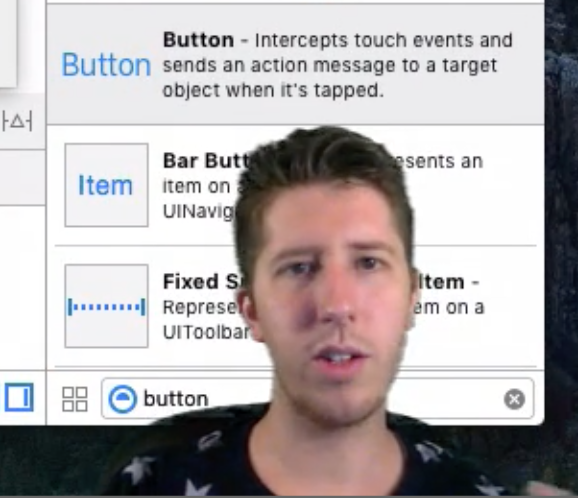 Button
Button - Intercepts touch events and
sends an action message to a target
object when it's tapped.
Item
Bar Butt esents an
item on
UINavig
Fixed S Item -
Represe em on a
UIToolbar
button